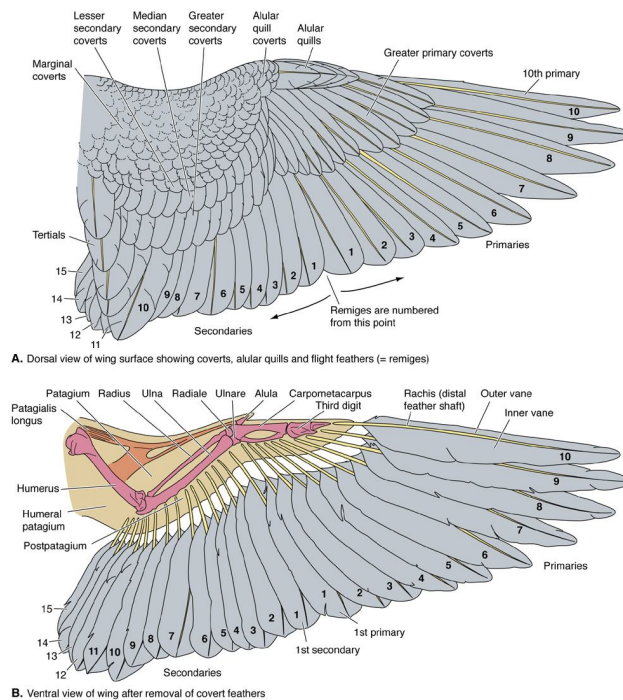 Lesser
secondary
coverts
Median
secondary
coverts
Greater
secondary
coverts
Alular
quill
coverts
Alular
quills
Marginal
coverts
Greater primary coverts
10th primary
10
9
8
7
6
5
4
3
2
1
Primaries
Tertials
15
14
13
12
11
10
9
8
7
6
5
4
3
2
1
Secondaries
Remiges are numbered
from this point
A. Dorsal view of wing surface showing coverts, alular quills and flight feathers (= remiges)
Patagium
Radius
Ulna
Radiale
Ulnare
Alula
Carpometacarpus
Third digit
Rachis (distal
feather shaft)
Outer vane
Inner vane
Patagialis
longus
Humerus
Humeral
patagium
Postpatagium
10
9
8
7
6
5
4
3
2
1
Primaries
1st primary
1st secondary
15
14
13
12
11
10
9
8
7
6
5
4
3
2
1
Secondaries
B. Ventral view of wing after removal of covert feathers